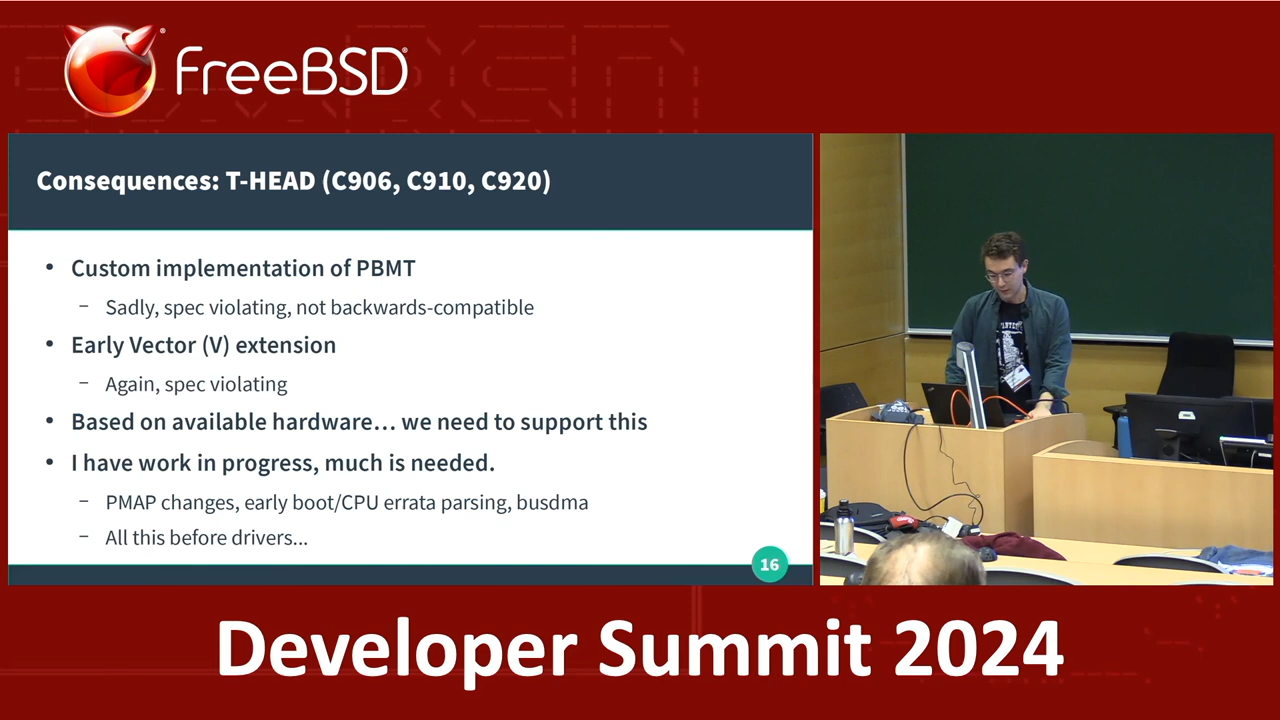 FreeBSD®
Consequences: T-HEAD (C906, C910, C920)
• Custom implementation of PBMT
– Sadly, spec violating, not backwards-compatible
• Early Vector (V) extension
– Again, spec violating
• Based on available hardware… we need to support this
• I have work in progress, much is needed.
– PMAP changes, early boot/CPU errata parsing, busdma
– All this before drivers...
16
Developer Summit 2024